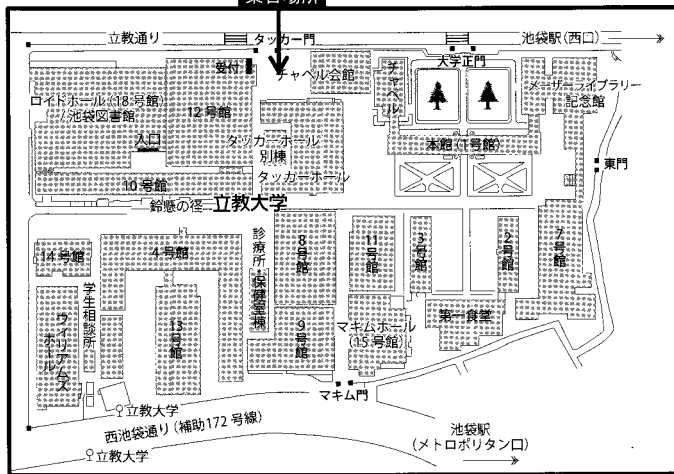 集合場所
立教通り
タッカー門
池袋駅(西口)
受付
チャペル会館
チャペル
大学正門
メーザーライブラリー
記念館
ロイドホール(18号館)
/池袋図書館
12号館
入口
タッカーホール
別棟
タッカーホール
本館(1号館)
東門
10号館
鈴懸の径
立教大学
14号館
4号館
診療所・保健室棟
8号館
11号館
3号館
2号館
7号館
学生相談所
ウィリアムズ
ホール
13号館
9号館
マキムホール
(15号館)
第一食堂
マキム門
立教大学
西池袋通り(補助172号線)
立教大学
池袋駅
(メトロポリタン口)